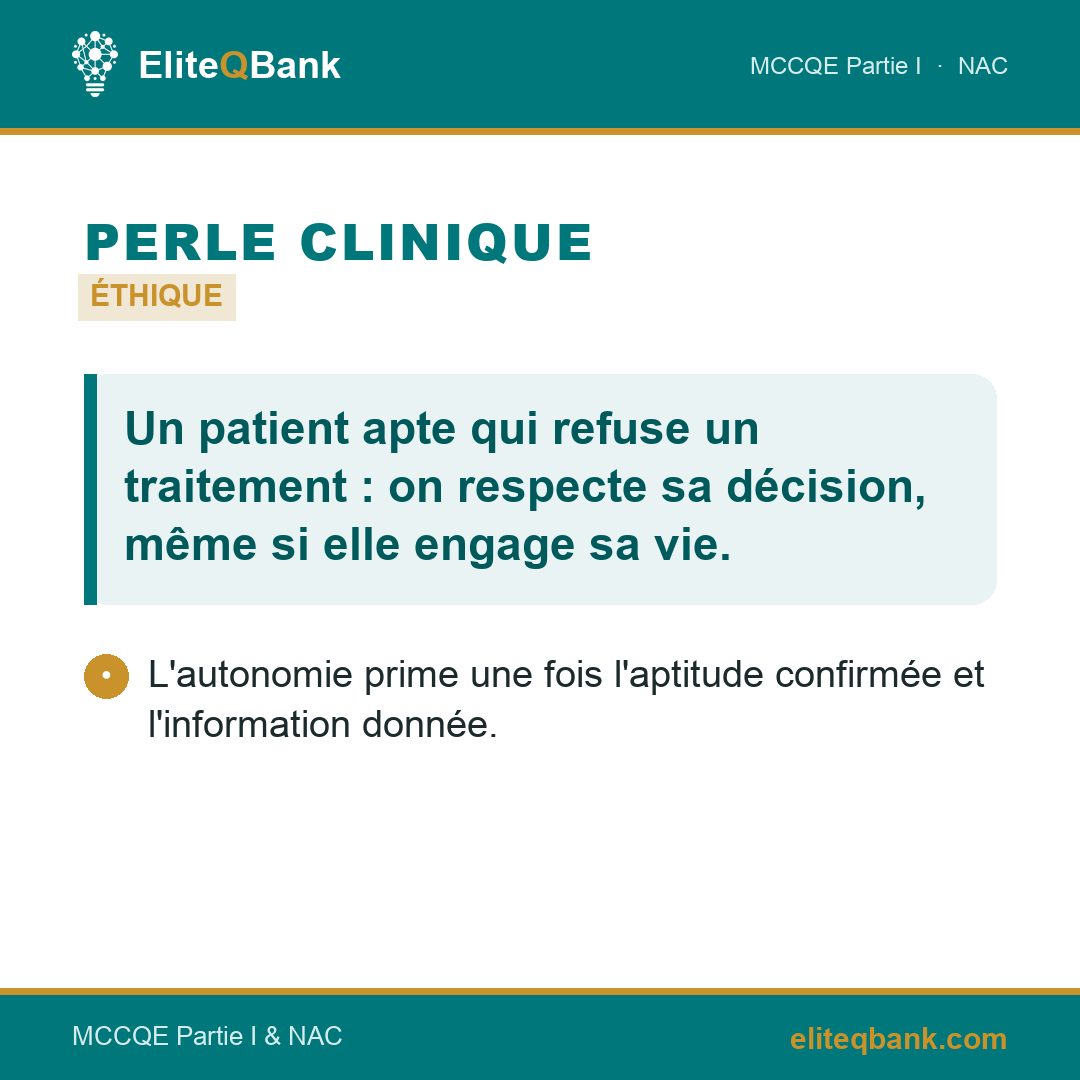 EliteQBank
MCCQE Partie I · NAC
PERLE CLINIQUE
ÉTHIQUE
Un patient apte qui refuse un
traitement : on respecte sa décision,
même si elle engage sa vie.
L'autonomie prime une fois l'aptitude confirmée et
l'information donnée.
MCCQE Partie I & NAC
eliteqbank.com